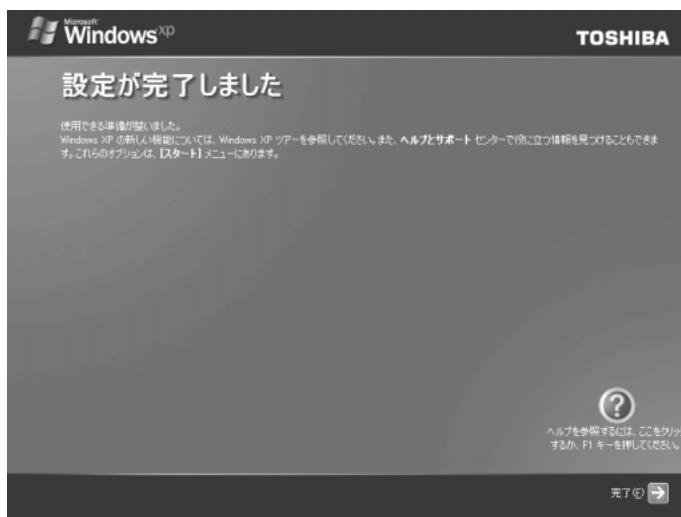 Microsoft
Windows xp
TOSHIBA
設定が完了しました
使用できる準備が整いました。
Windows XP の新しい機能については、Windows XP ツアーを参照してください。また、ヘルプとサポート センターで役に立つ情報を見つけることもできま
す。これらのオプションは、[スタート] メニューにあります。
?
ヘルプを参照するには、ここをクリッ
するか、F1 キーを押してください。
完了(F)